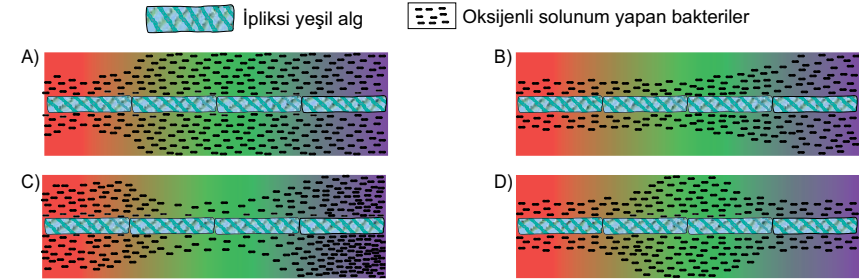 İpliksi yeşil alg
Oksijenli solunum yapan bakteriler
A)
B)
C)
D)